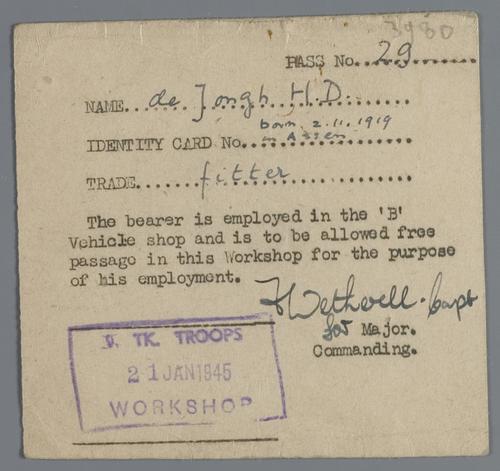 3980
PASS No. 29
NAME. de Jongh H.D.
born 2.11.1919
IDENTITY CARD No. in Assen
TRADE. fitter
The bearer is employed in the 'B'
Vehicle shop and is to be allowed free
passage in this Workshop for the purpose
of his employment.
Capt
for Major.
Commanding.
TK. TROOPS
21 JAN 1945
WORKSHOP